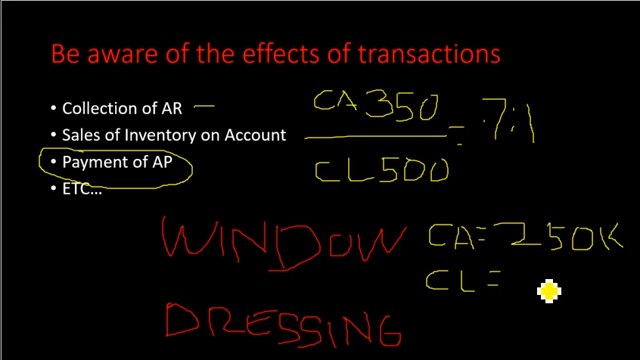 Be aware of the effects of transactions
• Collection of AR —
• Sales of Inventory on Account
• Payment of AP
• ETC...
CA 350
CL 500
= .7:1
WINDOW
DRESSING
CA = 250K
CL =